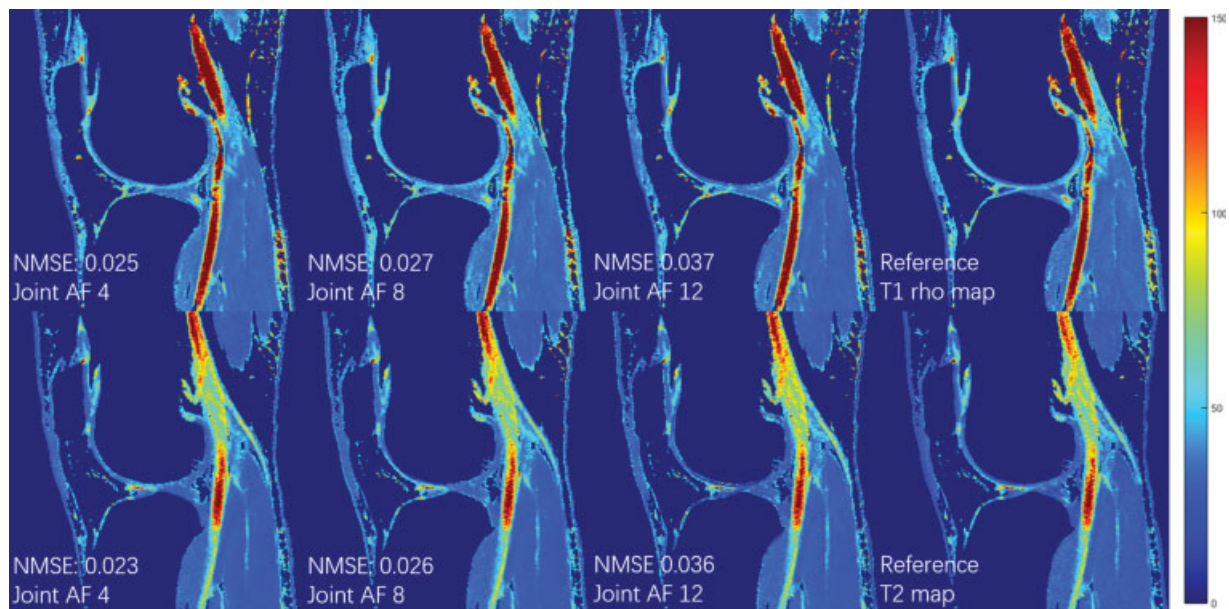 150
100
50
0
NMSE: 0.025
Joint AF 4
NMSE: 0.027
Joint AF 8
NMSE 0.037
Joint AF 12
Reference
T1 rho map
NMSE: 0.023
Joint AF 4
NMSE: 0.026
Joint AF 8
NMSE 0.036
Joint AF 12
Reference
T2 map